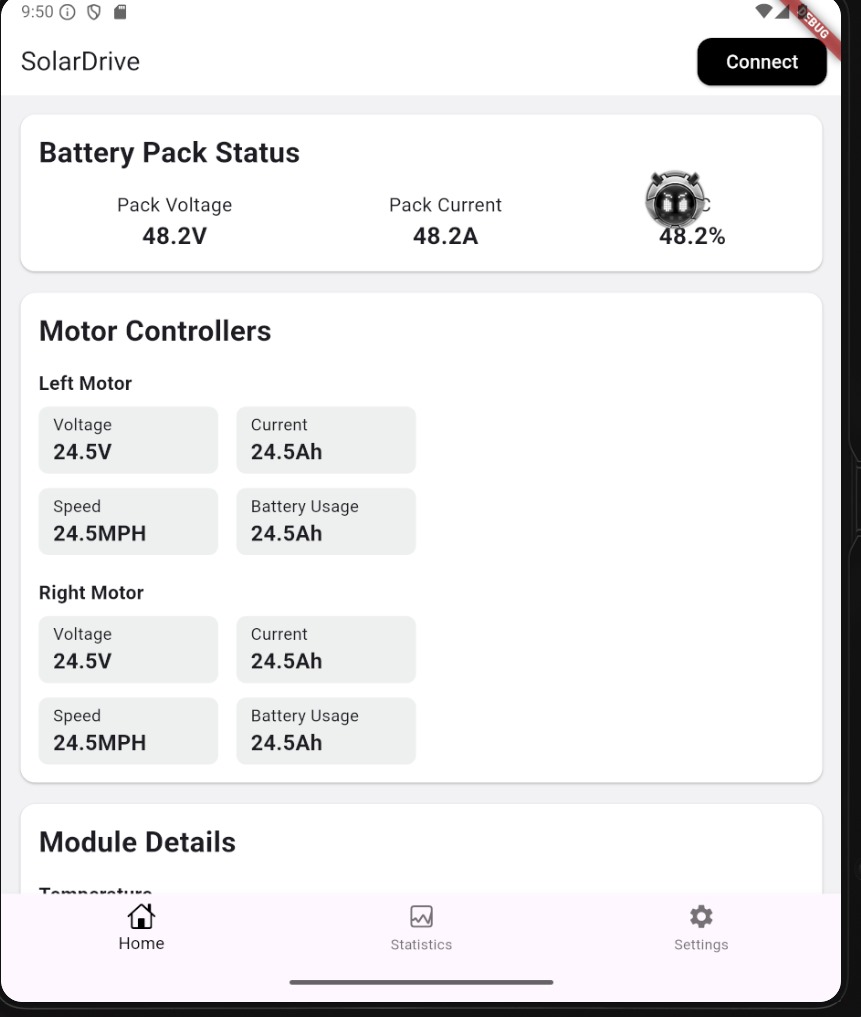 9:50
DEBUG
SolarDrive
Connect
Battery Pack Status
Pack Voltage Pack Current
48.2V 48.2A 48.2%
Motor Controllers
Left Motor
Voltage Current
24.5V 24.5Ah
Speed Battery Usage
24.5MPH 24.5Ah
Right Motor
Voltage Current
24.5V 24.5Ah
Speed Battery Usage
24.5MPH 24.5Ah
Module Details
Temperature
Home Statistics Settings